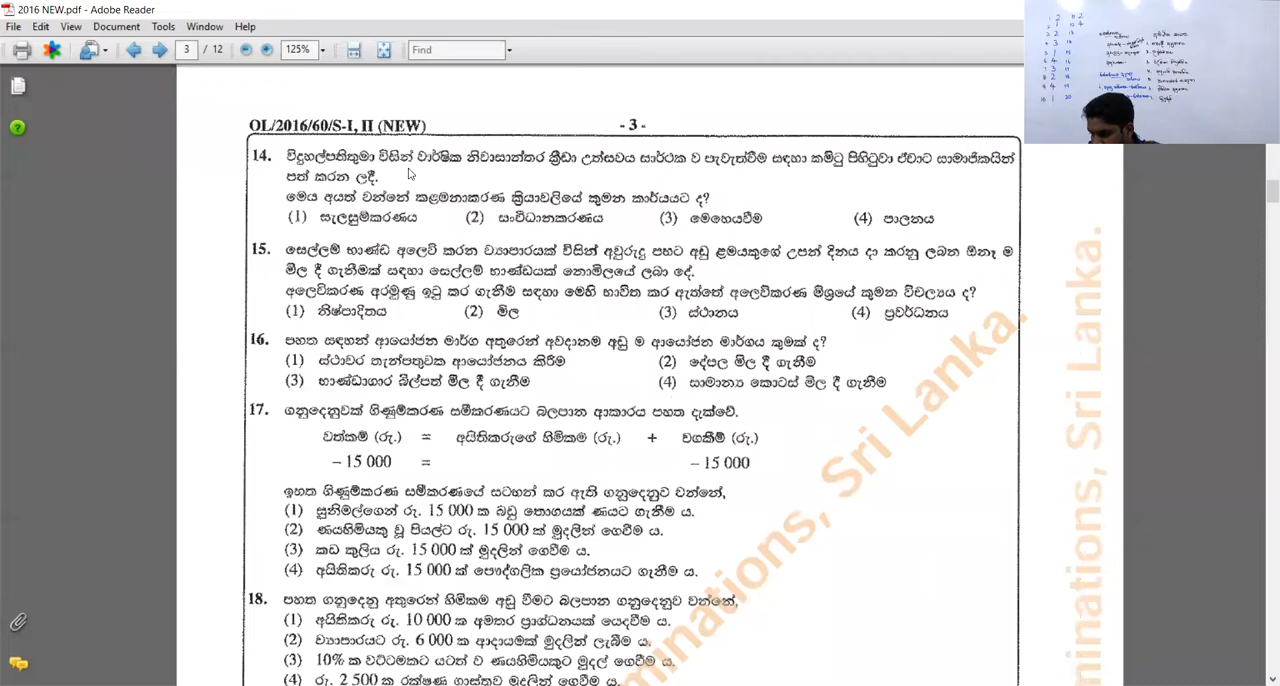 2016 NEW.pdf - Adobe Reader
File Edit View Document Tools Window Help
3 / 12 125% Find
OL/2016/60/S-I, II (NEW) - 3 -
14. විදුහල්පතිතුමා විසින් වාර්ෂික නිවාසාන්තර ක්‍රීඩා උත්සවය සාර්ථක ව පැවැත්වීම සඳහා කමිටු පිහිටුවා ඒවාට සාමාජිකයින්
පත් කරන ලදී.
මෙය අයත් වන්නේ කළමනාකරණ ක්‍රියාවලියේ කුමන කාර්යයට ද?
(1) සැලසුම්කරණය (2) සංවිධානකරණය (3) මෙහෙයවීම (4) පාලනය
15. සෙල්ලම් භාණ්ඩ අලෙවි කරන ව්‍යාපාරයක් විසින් අවුරුදු පහට අඩු ළමයකුගේ උපන් දිනය දා කරනු ලබන ඕනෑ ම
මිල දී ගැනීමක් සඳහා සෙල්ලම් භාණ්ඩයක් නොමිලයේ ලබා දේ.
අලෙවිකරණ අරමුණු ඉටු කර ගැනීම සඳහා මෙහි භාවිත කර ඇත්තේ අලෙවිකරණ මිශ්‍රයේ කුමන විචල්‍යය ද?
(1) නිෂ්පාදිතය (2) මිල (3) ස්ථානය (4) ප්‍රවර්ධනය
16. පහත සඳහන් ආයෝජන මාර්ග අතුරෙන් අවදානම අඩු ම ආයෝජන මාර්ගය කුමක් ද?
(1) ස්ථාවර තැන්පතුවක ආයෝජනය කිරීම (2) දේපල මිල දී ගැනීම
(3) භාණ්ඩාගාර බිල්පත් මිල දී ගැනීම (4) සාමාන්‍ය කොටස් මිල දී ගැනීම
17. ගනුදෙනුවක් ගිණුම්කරණ සමීකරණයට බලපාන ආකාරය පහත දැක්වේ.
වත්කම් (රු.) = අයිතිකරුගේ හිමිකම (රු.) + වගකීම් (රු.)
– 15 000 = – 15 000
ඉහත ගිණුම්කරණ සමීකරණයේ සටහන් කර ඇති ගනුදෙනුව වන්නේ,
(1) සුනිමල්ගෙන් රු. 15 000 ක බඩු තොගයක් ණයට ගැනීම ය.
(2) ණයහිමියකු වූ පියල්ට රු. 15 000 ක් මුදලින් ගෙවීම ය.
(3) කඩ කුලිය රු. 15 000 ක් මුදලින් ගෙවීම ය.
(4) අයිතිකරු රු. 15 000 ක් පෞද්ගලික ප්‍රයෝජනයට ගැනීම ය.
18. පහත ගනුදෙනු අතුරෙන් හිමිකම අඩු වීමට බලපාන ගනුදෙනුව වන්නේ,
(1) අයිතිකරු රු. 10 000 ක අමතර ප්‍රාග්ධනයක් යෙදවීම ය.
(2) ව්‍යාපාරයට රු. 6 000 ක ආදායමක් මුදලින් ලැබීම ය.
(3) 10% ක වට්ටමකට යටත් ව ණයහිමියකුට මුදල් ගෙවීම ය.
(4) රු. 2 500 ක රක්ෂණ ගාස්තුව මුදලින් ගෙවීම ය.
minations, Sri Lanka.
minations, Sri Lanka.